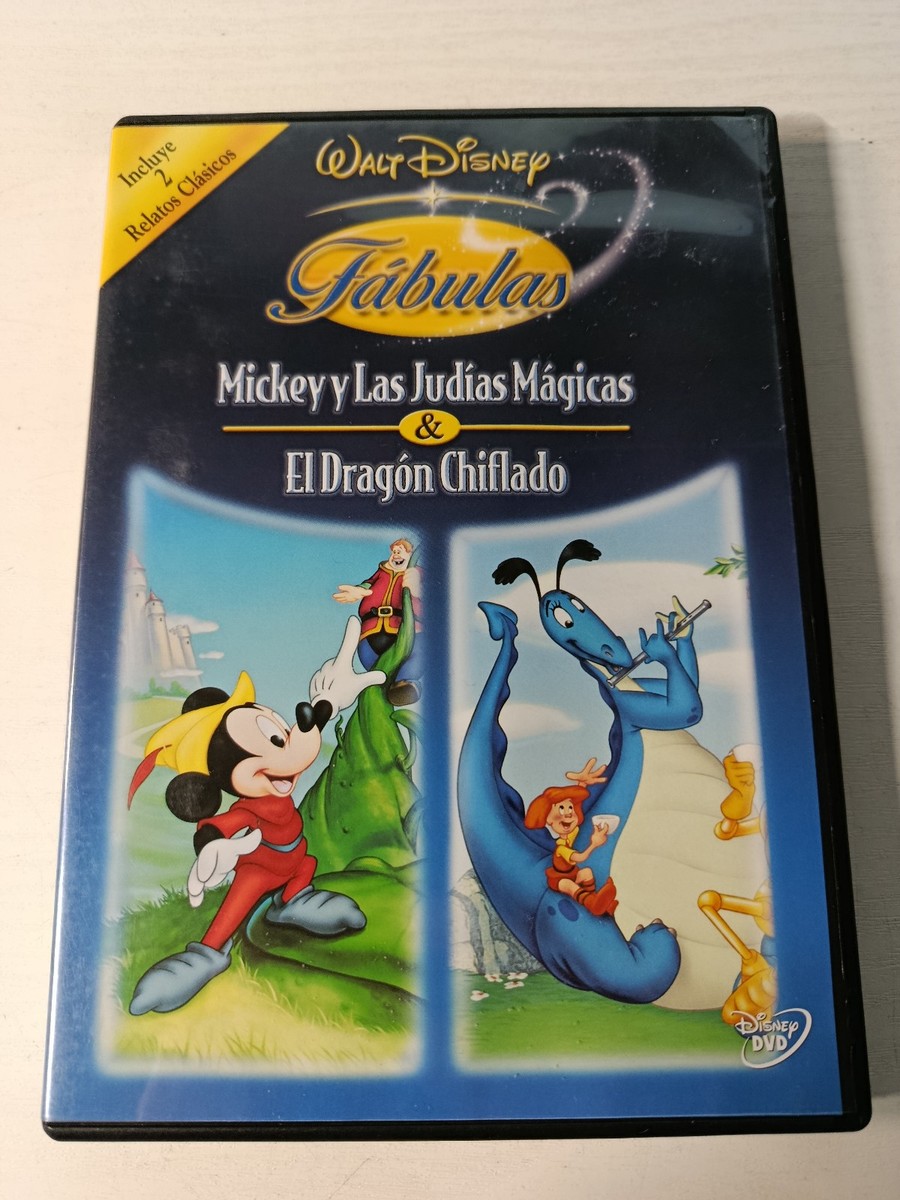 Incluye
2
Relatos Clásicos
WALT DISNEY
Fábulas
Mickey y Las Judías Mágicas
&
El Dragón Chiflado
DISNEY
DVD